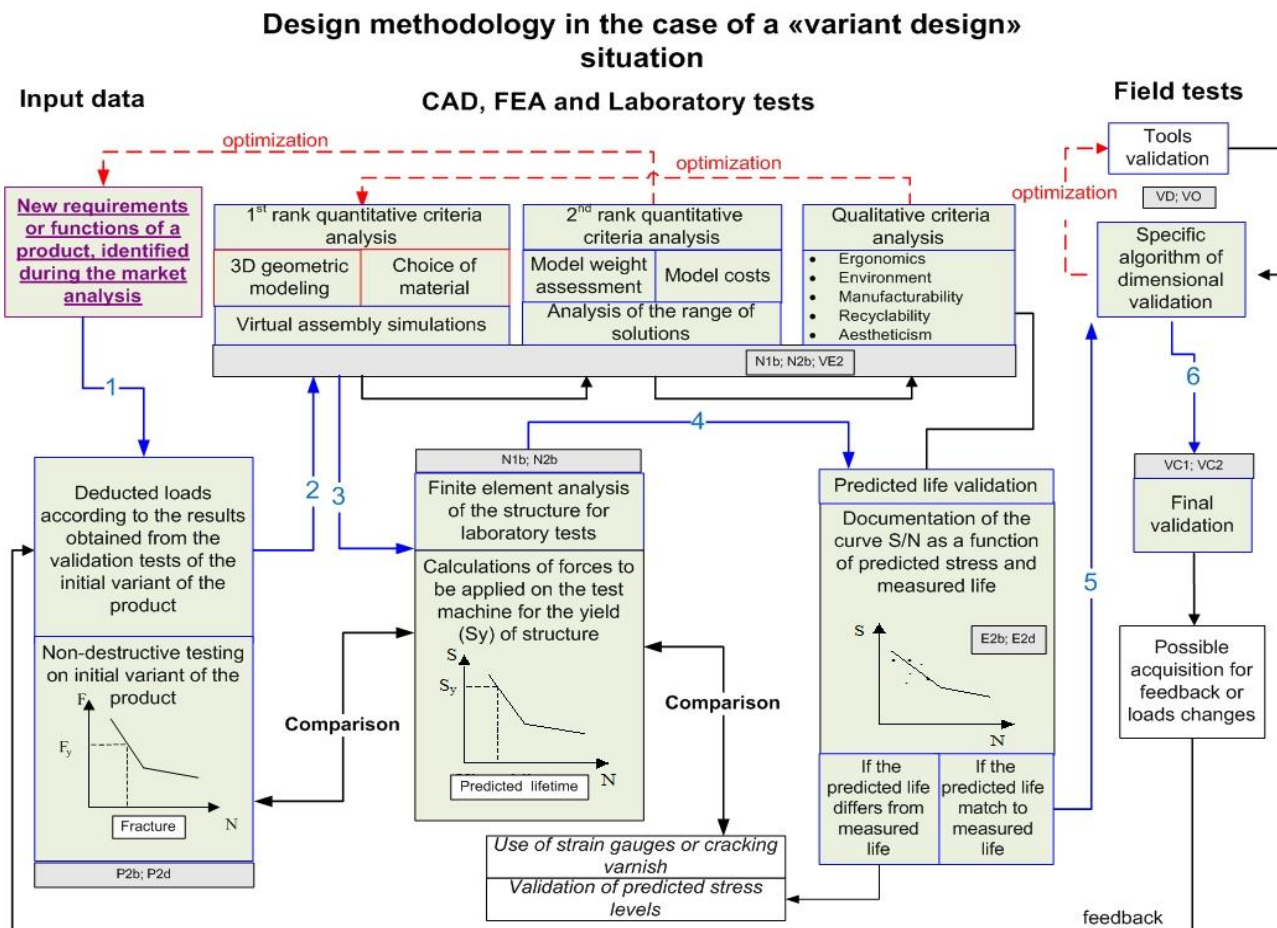 Design methodology in the case of a «variant design»
situation
Input data
CAD, FEA and Laboratory tests
Field tests
optimization
optimization
optimization
New requirements
or functions of a
product, identified
during the market
analysis
1st rank quantitative criteria
analysis
3D geometric
modeling
Choice of
material
Virtual assembly simulations
2nd rank quantitative
criteria analysis
Model weight
assessment
Model costs
Analysis of the range of
solutions
Qualitative criteria
analysis
• Ergonomics
• Environment
• Manufacturability
• Recyclability
• Aestheticism
N1b; N2b; VE2
Tools
validation
VD; VO
Specific
algorithm of
dimensional
validation
1
2
3
4
5
6
Deducted loads
according to the results
obtained from the
validation tests of the
initial variant of the
product
Non-destructive testing
on initial variant of the
product
F
Fy
N
Fracture
P2b; P2d
Comparison
N1b; N2b
Finite element analysis
of the structure for
laboratory tests
Calculations of forces to
be applied on the test
machine for the yield
(Sy) of structure
S
Sy
N
Predicted lifetime
Comparison
Use of strain gauges or cracking
varnish
Validation of predicted stress
levels
Predicted life validation
Documentation of the
curve S/N as a function
of predicted stress and
measured life
S
E2b; E2d
N
If the
predicted life
differs from
measured
life
If the
predicted life
match to
measured
life
VC1; VC2
Final
validation
Possible
acquisition for
feedback or
loads changes
feedback